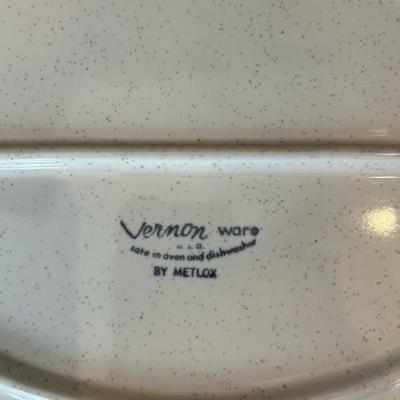 Vernon ware
u.s.a.
safe in oven and dishwasher
BY METLOX